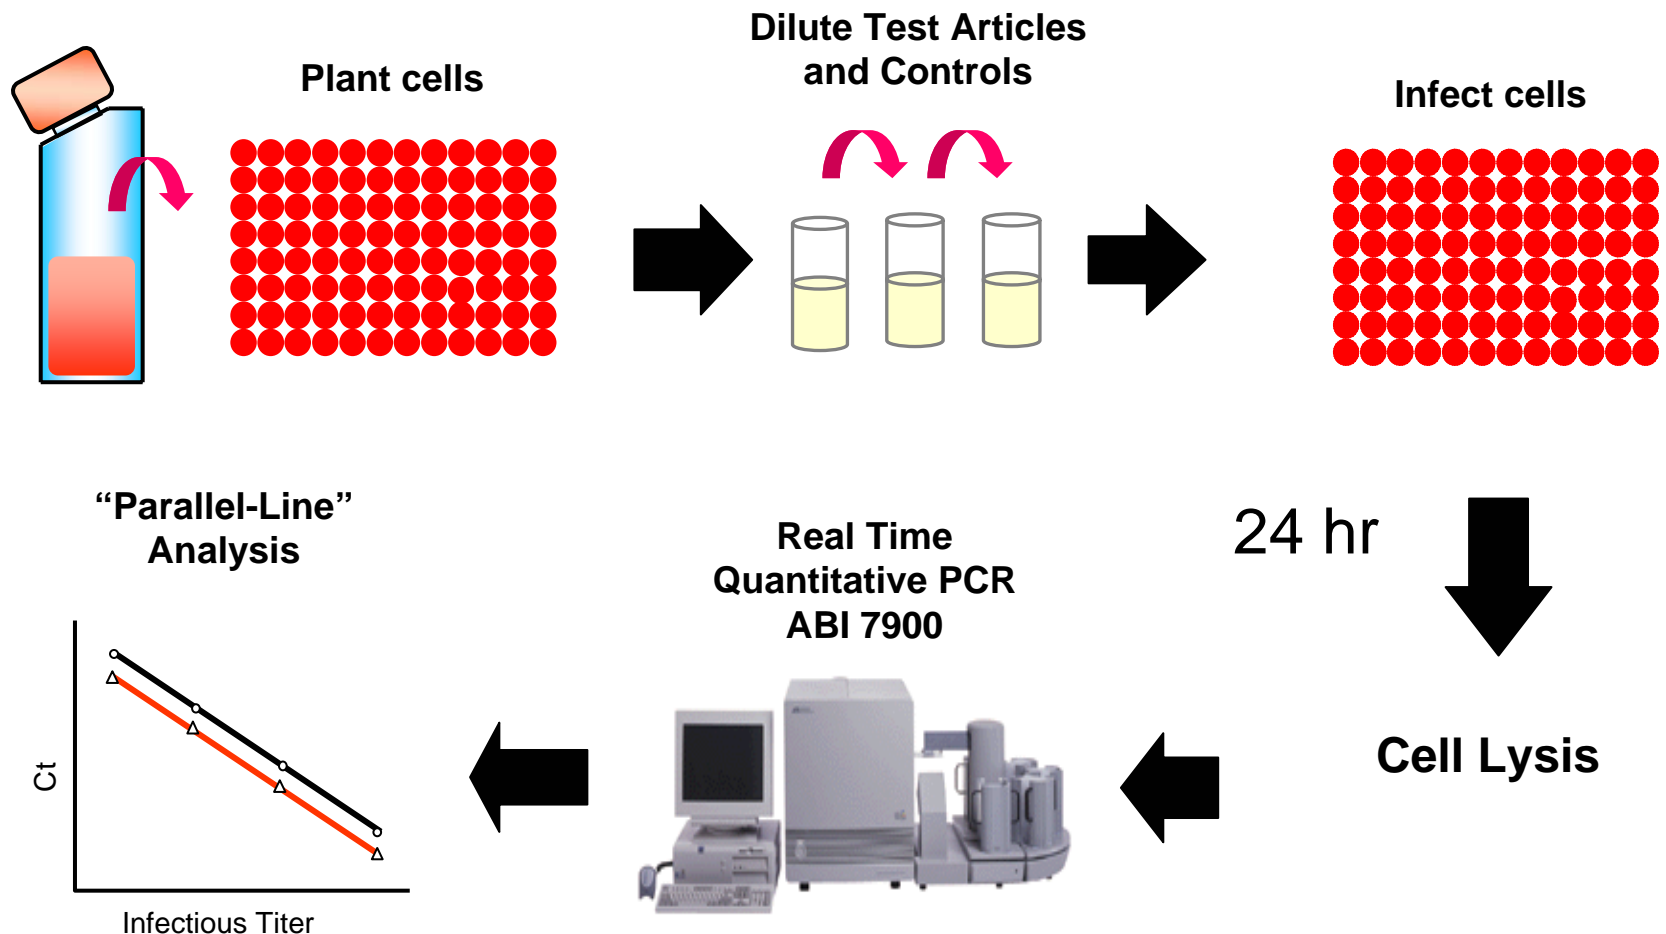 Plant cells
Dilute Test Articles
and Controls
Infect cells
24 hr
Cell Lysis
Real Time
Quantitative PCR
ABI 7900
“Parallel-Line”
Analysis
Ct
Infectious Titer